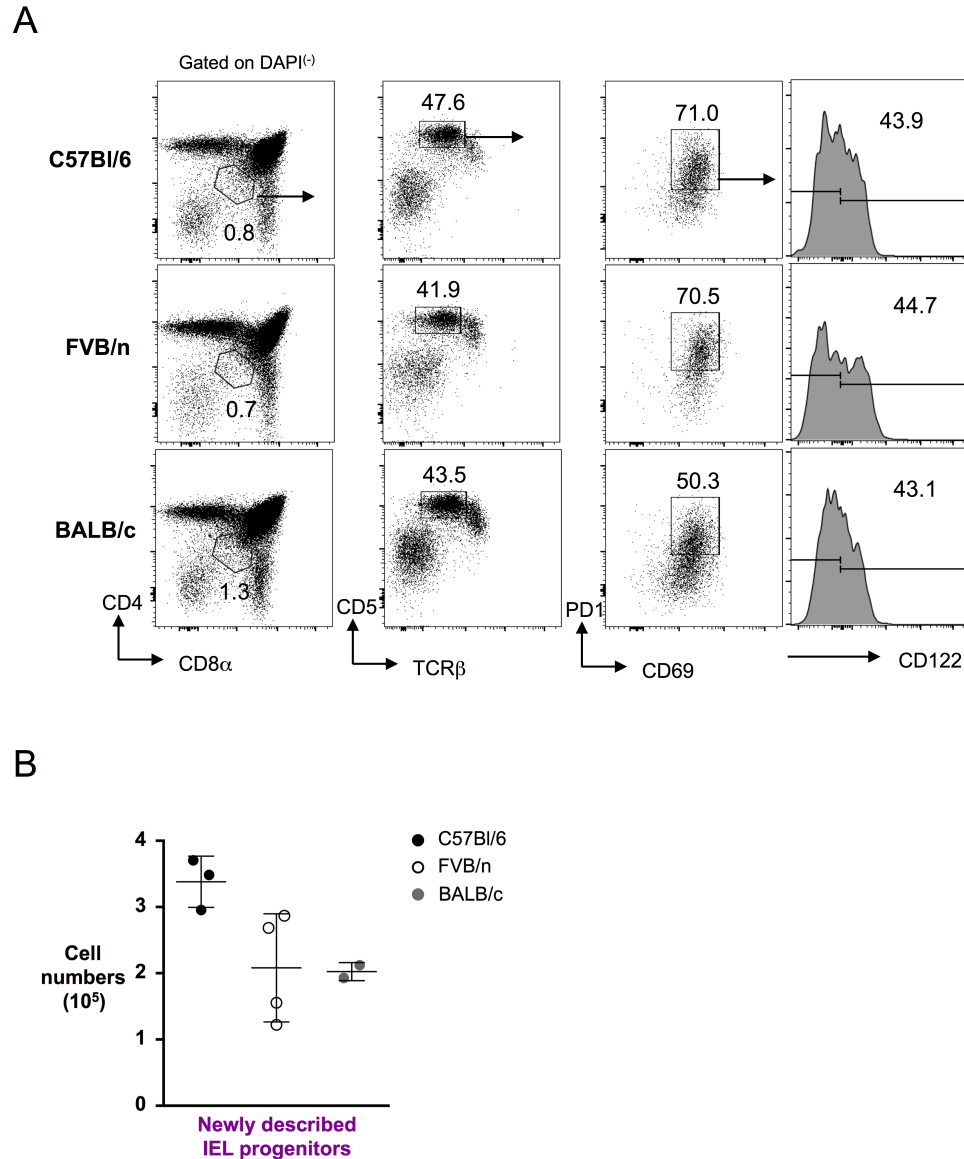 A
Gated on DAPI(-)
C57Bl/6
0.8
47.6
71.0
43.9
FVB/n
0.7
41.9
70.5
44.7
BALB/c
1.3
43.5
50.3
43.1
CD4
CD8α
CD5
TCRβ
PD1
CD69
CD122
B
C57Bl/6
FVB/n
BALB/c
Cell
numbers
(10⁵)
4
3
2
1
0
Newly described
IEL progenitors